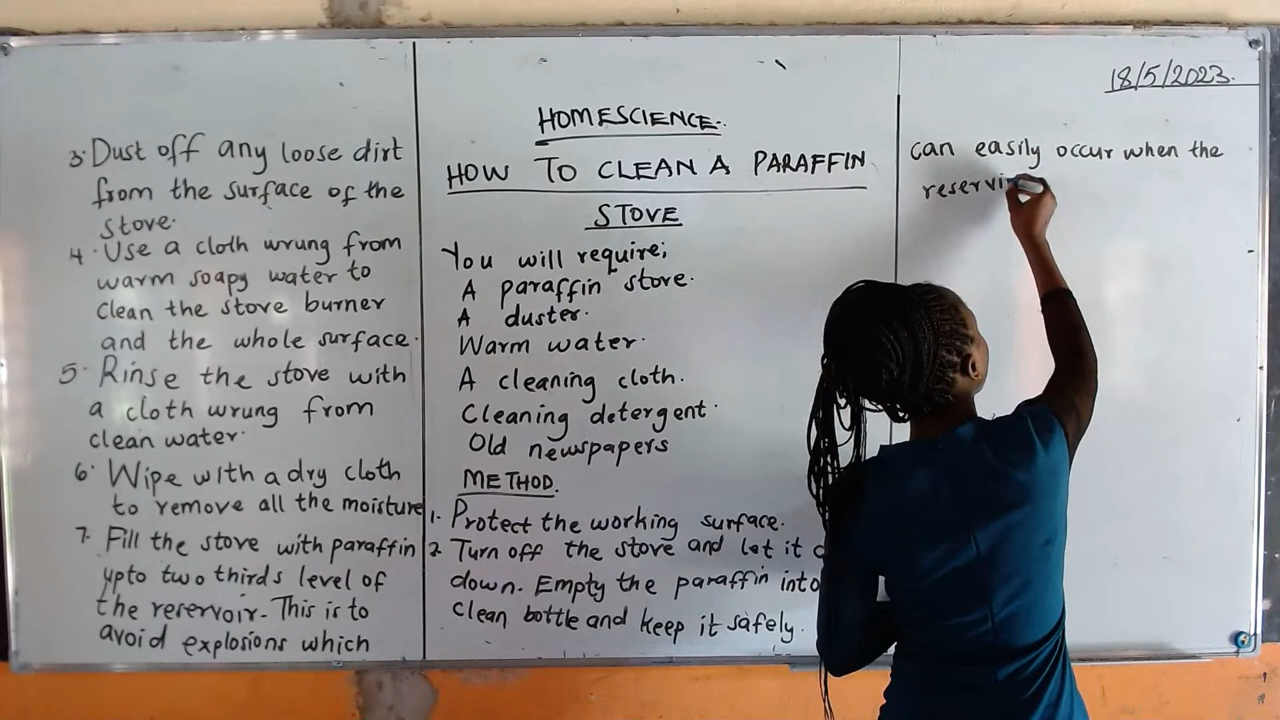 18/5/2023.
HOMESCIENCE.
HOW TO CLEAN A PARAFFIN
STOVE
You will require;
A paraffin stove.
A duster.
Warm water.
A cleaning cloth.
Cleaning detergent.
Old newspapers
METHOD.
1. Protect the working surface.
2. Turn off the stove and let it
down. Empty the paraffin into
clean bottle and keep it safely.
3. Dust off any loose dirt
from the surface of the
stove.
4. Use a cloth wrung from
warm soapy water to
clean the stove burner
and the whole surface.
5. Rinse the stove with
a cloth wrung from
clean water.
6. Wipe with a dry cloth
to remove all the moisture
7. Fill the stove with paraffin
upto two thirds level of
the reservoir. This is to
avoid explosions which
can easily occur when the